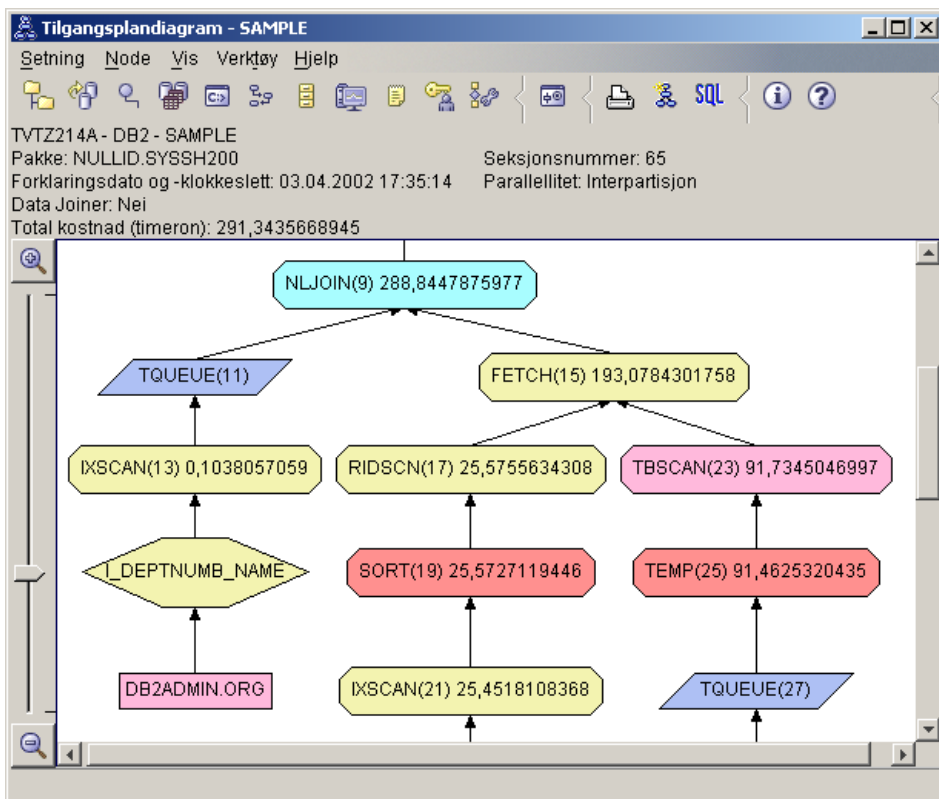 Tilgangsplandiagram - SAMPLE
Setning Node Vis Verktøy Hjelp
C:>
SQL
TVTZ214A - DB2 - SAMPLE
Pakke: NULLID.SYSSH200 Seksjonsnummer: 65
Forklaringsdato og -klokkeslett: 03.04.2002 17:35:14 Parallellitet: Interpartisjon
Data Joiner: Nei
Total kostnad (timeron): 291,3435668945
NLJOIN(9) 288,8447875977
TQUEUE(11)
FETCH(15) 193,0784301758
IXSCAN(13) 0,1038057059
RIDSCN(17) 25,5755634308
TBSCAN(23) 91,7345046997
I_DEPTNUMB_NAME
SORT(19) 25,5727119446
TEMP(25) 91,4625320435
DB2ADMIN.ORG
IXSCAN(21) 25,4518108368
TQUEUE(27)